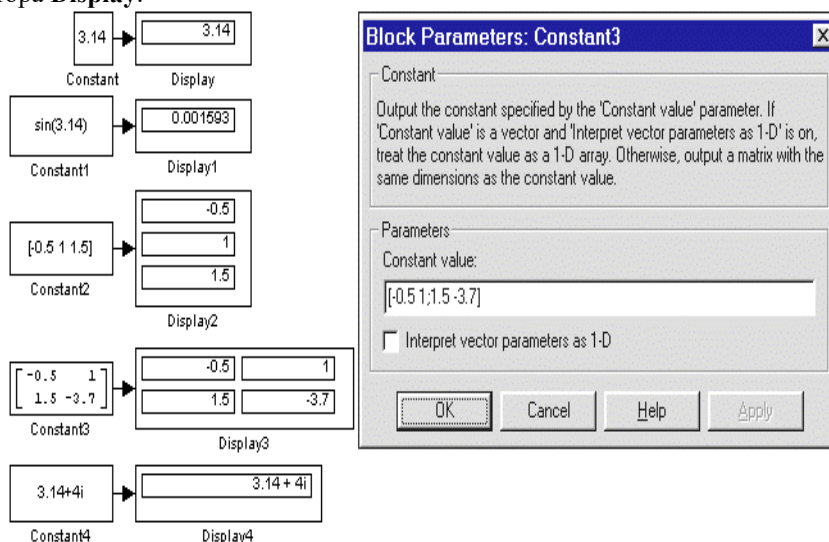 Display.
3.14
3.14
Constant
Display
sin(3.14)
0.001593
Constant1
Display1
[-0.5 1 1.5]
-0.5
1
1.5
Constant2
Display2
-0.5 1
1.5 -3.7
-0.5 1
1.5 -3.7
Constant3
Display3
3.14+4i
3.14 + 4i
Constant4
Display4
Block Parameters: Constant3
Constant
Output the constant specified by the 'Constant value' parameter. If
'Constant value' is a vector and 'Interpret vector parameters as 1-D' is on,
treat the constant value as a 1-D array. Otherwise, output a matrix with the
same dimensions as the constant value.
Parameters
Constant value:
[-0.5 1;1.5 -3.7]
Interpret vector parameters as 1-D
OK
Cancel
Help
Apply